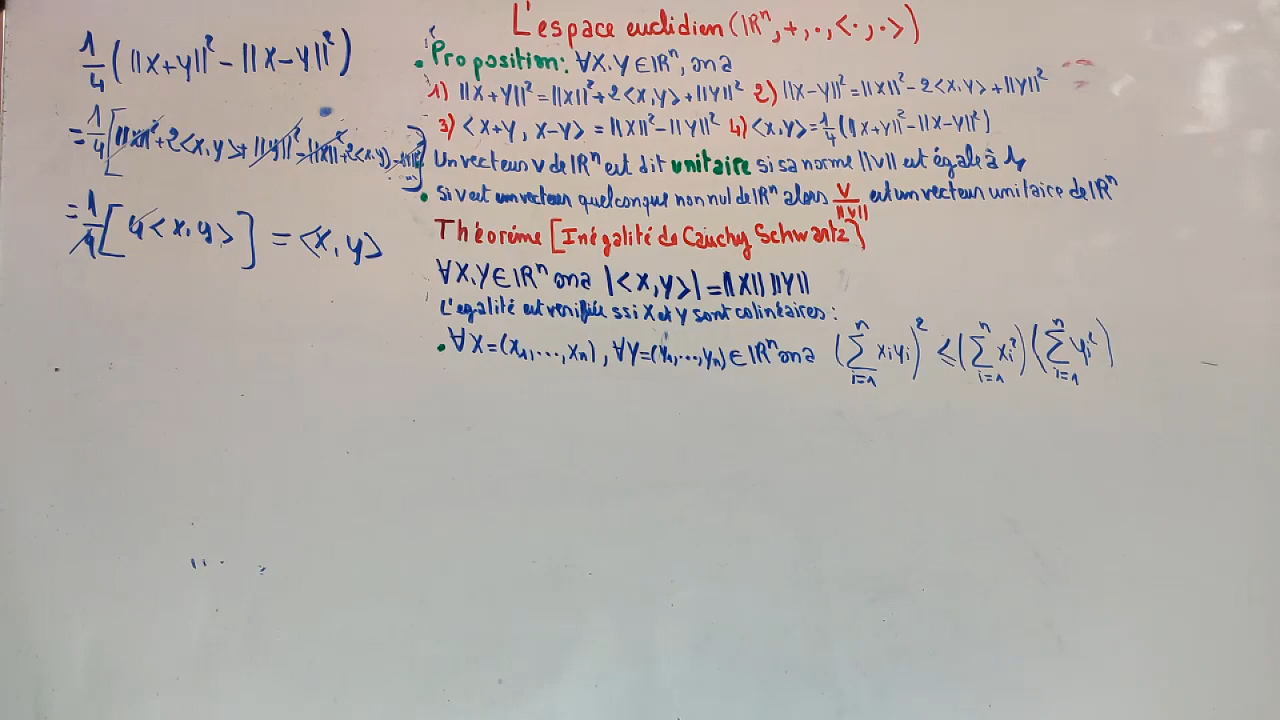 L'espace euclidien (ℝⁿ, +, ., <·, ·>)
1/4 (||X+Y||² - ||X-Y||²)
= 1/4 [||X||² + 2<X,Y> + ||Y||² - ||X||² + 2<X,Y> - ||Y||²]
= 1/4 [4<X,Y>] = <X,Y>
• Proposition: ∀X,Y ∈ ℝⁿ, on a
1) ||X+Y||² = ||X||² + 2<X,Y> + ||Y||² 2) ||X-Y||² = ||X||² - 2<X,Y> + ||Y||²
3) <X+Y, X-Y> = ||X||² - ||Y||² 4) <X,Y> = 1/4 (||X+Y||² - ||X-Y||²)
Un vecteur v de ℝⁿ est dit unitaire si sa norme ||V|| est égale à 1
• Si v est un vecteur quelconque non nul de ℝⁿ alors V/||V|| est un vecteur unitaire de ℝⁿ
Théoréme [Inégalité de Cauchy Schwartz]
∀X,Y ∈ ℝⁿ on a |<X,Y>| = ||X|| ||Y||
L'egalité est verifiée ssi X et Y sont colinéaires:
• ∀X=(x₁,...,xₙ), ∀Y=(y₁,...,yₙ) ∈ ℝⁿ on a (∑ᵢ₌₁ⁿ xᵢyᵢ)² ≤ (∑ᵢ₌₁ⁿ xᵢ²)(∑ᵢ₌₁ⁿ yᵢ²)